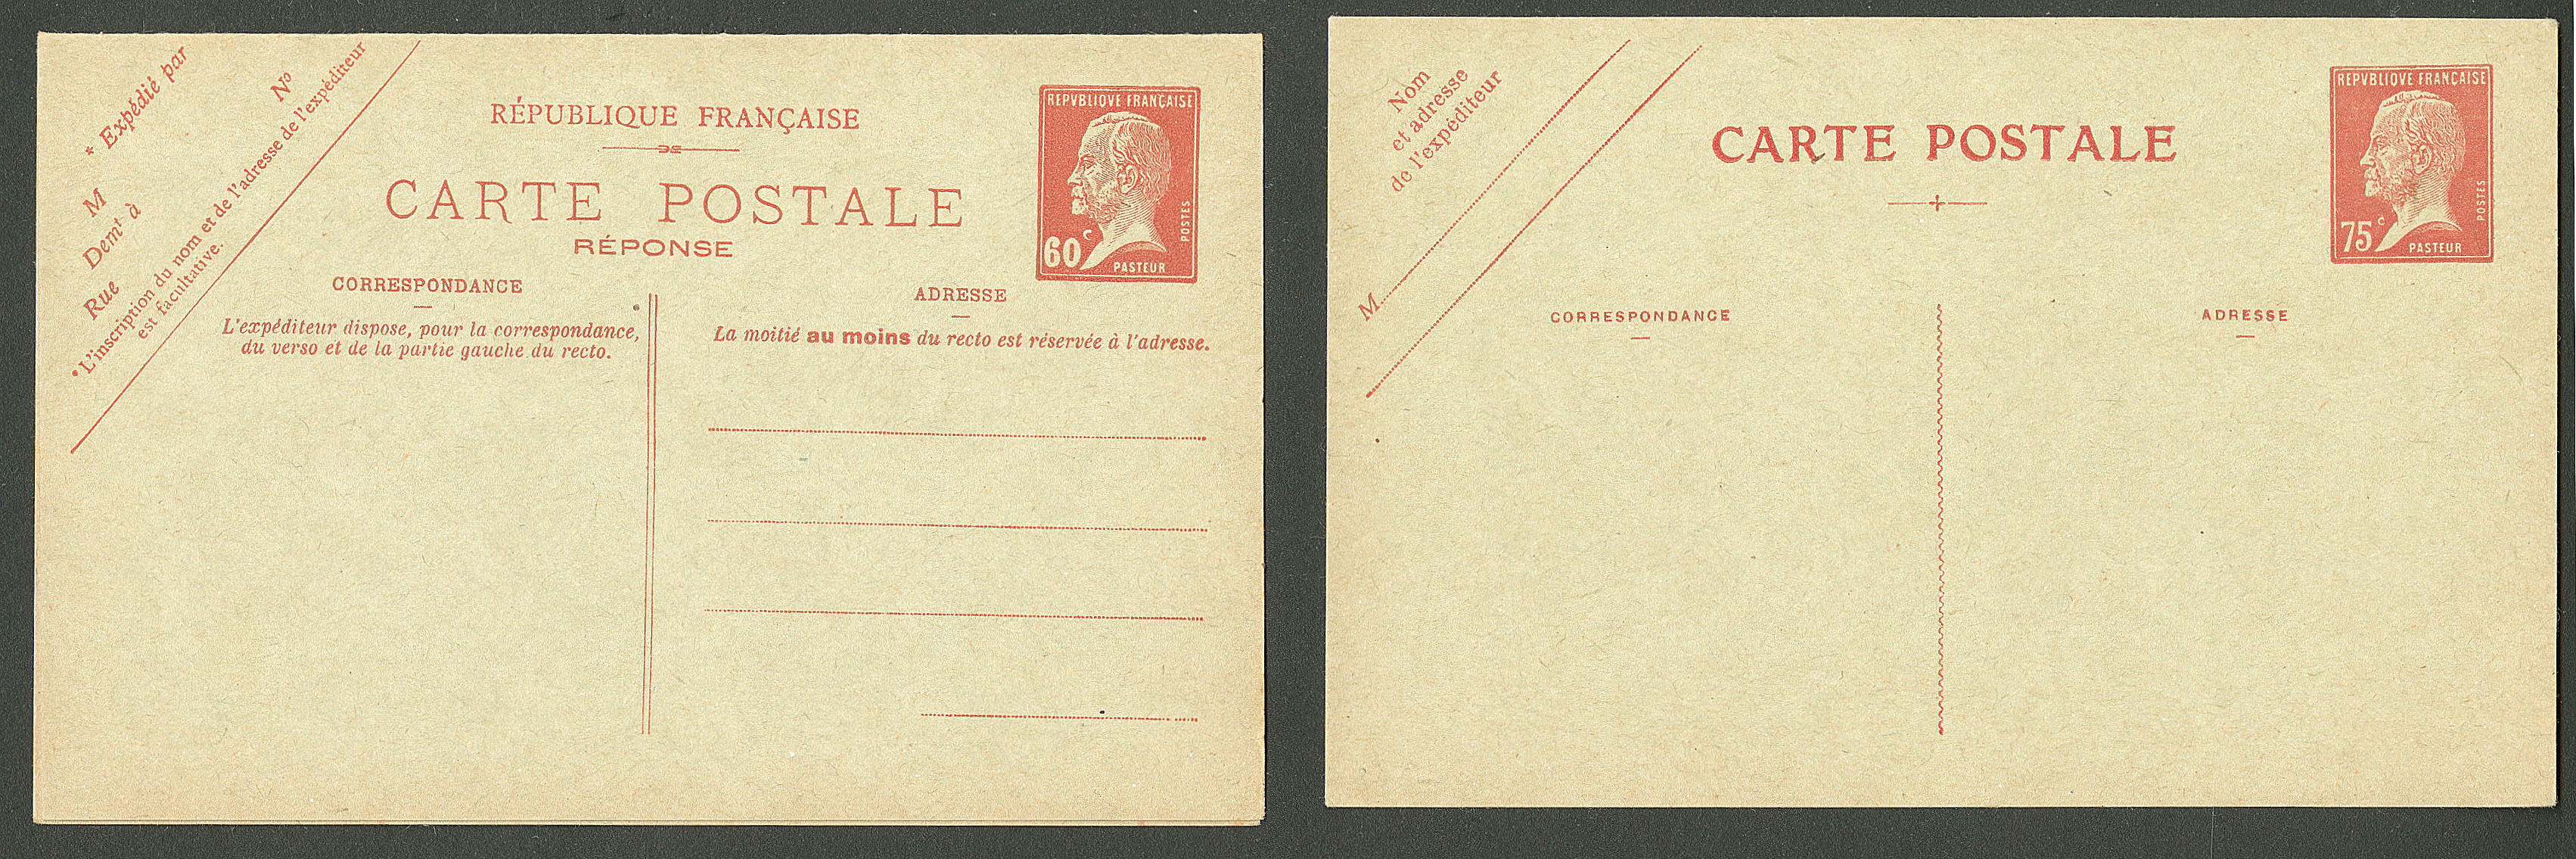 * Expédié par
M
Demt à
Rue
No
* L'inscription du nom et de l'adresse de l'expéditeur
est facultative.
RÉPUBLIQUE FRANÇAISE
CARTE POSTALE
RÉPONSE
REPVBLIQVE FRANÇAISE
60c
POSTES
PASTEUR
CORRESPONDANCE
L'expéditeur dispose, pour la correspondance,
du verso et de la partie gauche du recto.
ADRESSE
La moitié au moins du recto est réservée à l'adresse.
Nom
et adresse
de l'expéditeur
M
CARTE POSTALE
REPVBLIQVE FRANÇAISE
75c
POSTES
PASTEUR
CORRESPONDANCE
ADRESSE